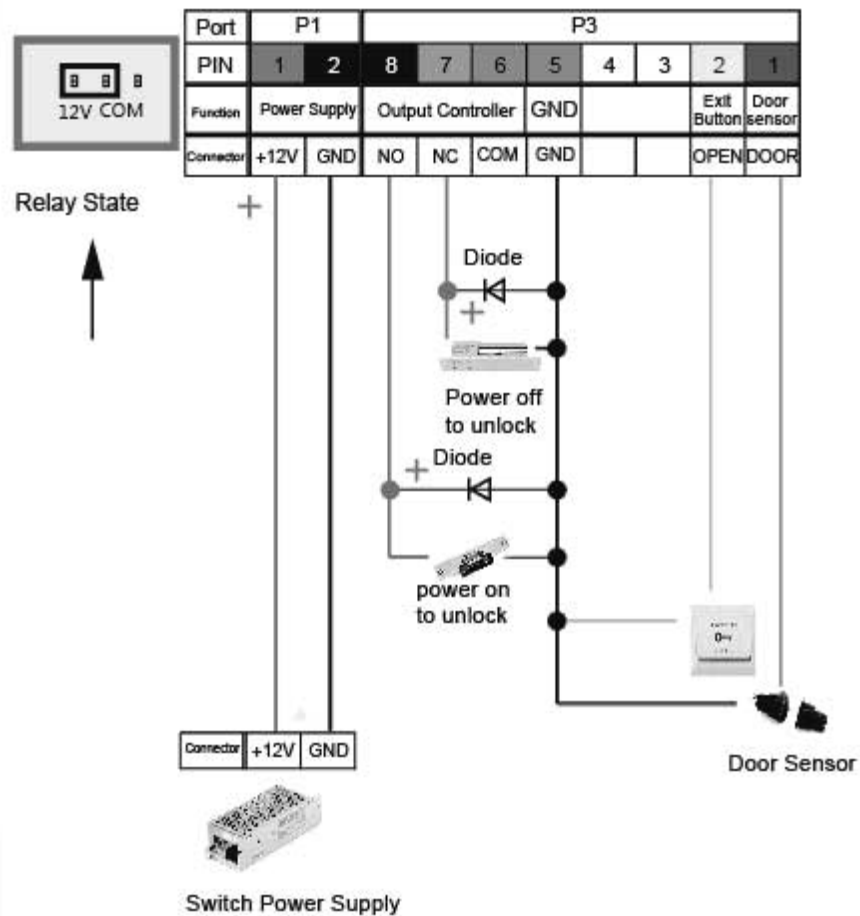 Port P1 P3
PIN 1 2 8 7 6 5 4 3 2 1
Function Power Supply Output Controller GND Exit Button Door sensor
Connector +12V GND NO NC COM GND OPEN DOOR
12V COM
Relay State
+
Diode
+
Power off
to unlock
Diode
+
power on
to unlock
Connector +12V GND
Door Sensor
Switch Power Supply